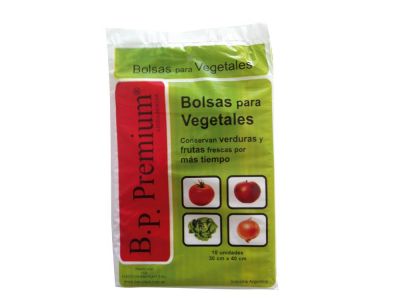 Bolsas para Vegetales
B.P. Premium®
Bolsas para
Vegetales
Conservan verduras y
frutas frescas por
más tiempo
10 unidades
30 cm x 40 cm
Industria Argentina